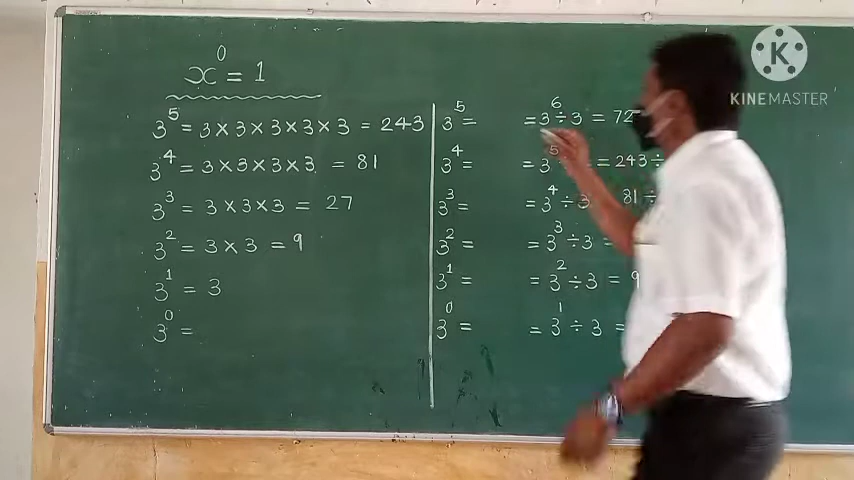 x⁰ = 1
3⁵ = 3 × 3 × 3 × 3 × 3 = 243
3⁴ = 3 × 3 × 3 × 3 = 81
3³ = 3 × 3 × 3 = 27
3² = 3 × 3 = 9
3¹ = 3
3⁰ =
3⁵ = = 3⁶ ÷ 3 = 72
3⁴ = = 3⁵ = 243 ÷
3³ = = 3⁴ ÷ 3 81 ÷
3² = = 3³ ÷ 3 =
3¹ = = 3² ÷ 3 = 9
3⁰ = = 3¹ ÷ 3 =
K
KINEMASTER